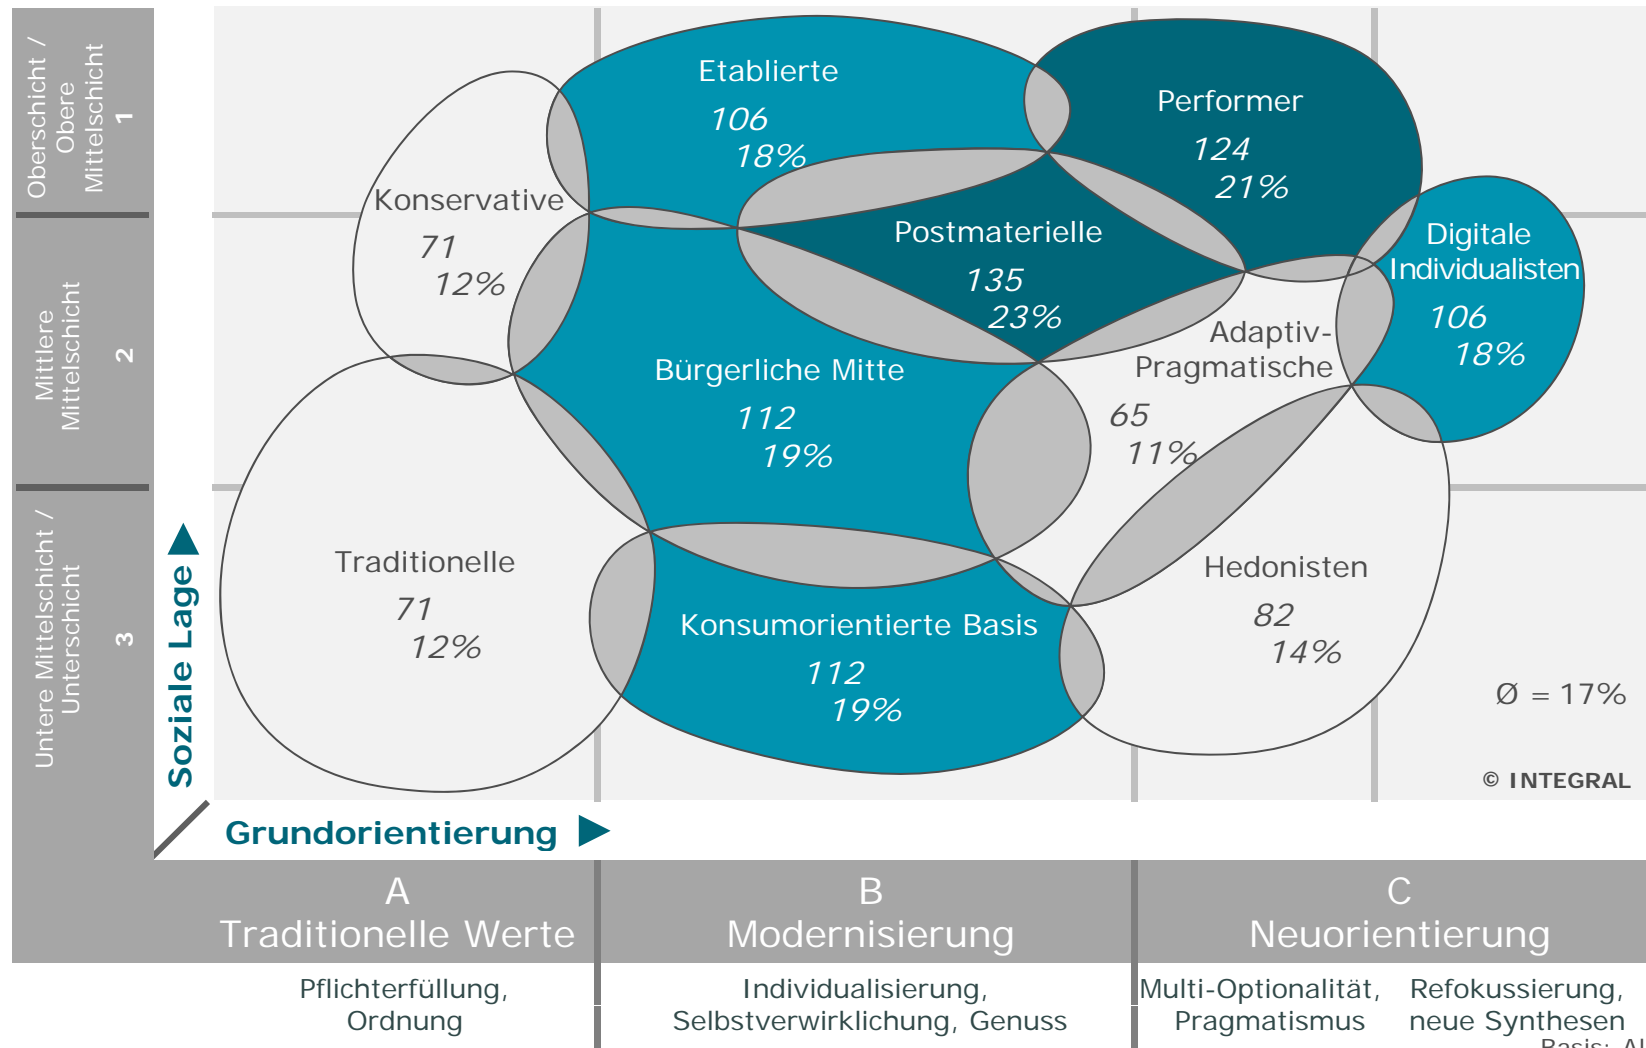 Oberschicht /
Obere
Mittelschicht
1
Mittlere
Mittelschicht
2
Untere Mittelschicht /
Unterschicht
3
Soziale Lage
Etablierte
106
18%
Performer
124
21%
Konservative
71
12%
Postmaterielle
135
23%
Digitale
Individualisten
106
18%
Bürgerliche Mitte
112
19%
Adaptiv-
Pragmatische
65
11%
Traditionelle
71
12%
Konsumorientierte Basis
112
19%
Hedonisten
82
14%
Ø = 17%
© INTEGRAL
Grundorientierung
A
Traditionelle Werte
B
Modernisierung
C
Neuorientierung
Pflichterfüllung,
Ordnung
Individualisierung,
Selbstverwirklichung, Genuss
Multi-Optionalität,
Pragmatismus
Refokussierung,
neue Synthesen